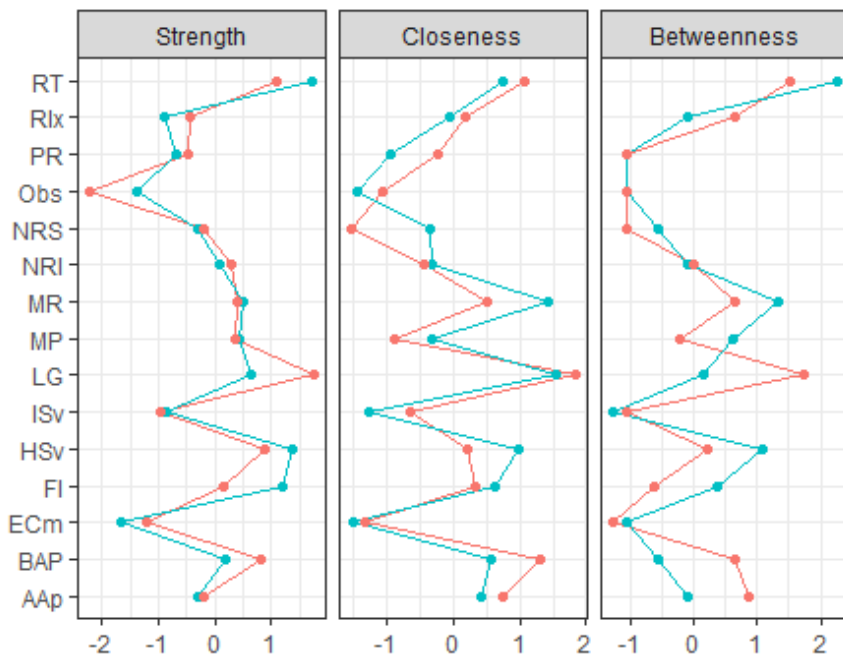 Strength Closeness Betweenness
RT
RIx
PR
Obs
NRS
NRI
MR
MP
LG
ISv
HSv
FI
ECm
BAP
AAp
-2 -1 0 1 -1 0 1 2 -1 0 1 2